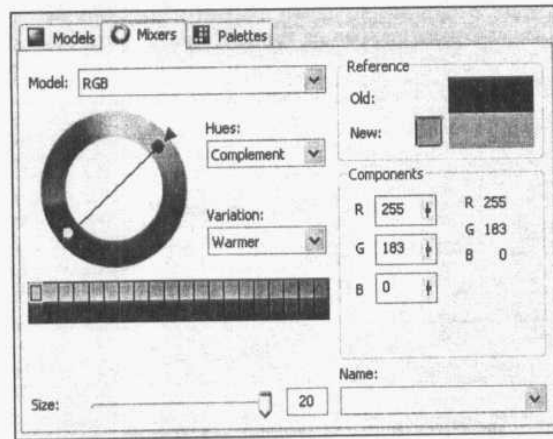 Models Mixers Palettes
Model: RGB
Hues:
Complement
Variation:
Warmer
Size: 20
Reference
Old:
New:
Components
R 255 R 255
G 183 G 183
B 0 B 0
Name: